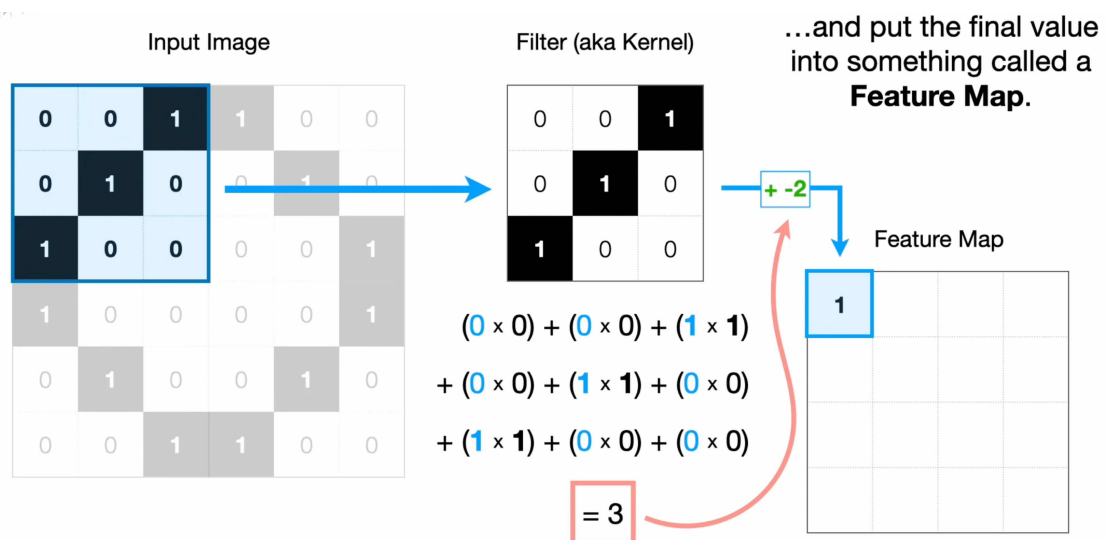 Input Image
Filter (aka Kernel)
…and put the final value
into something called a
Feature Map.
0 0 1 1 0 0
0 1 0 0 1 0
1 0 0 0 0 1
1 0 0 0 0 1
0 1 0 0 1 0
0 0 1 1 0 0
0 0 1
0 1 0
1 0 0
+ -2
Feature Map
1
(0 × 0) + (0 × 0) + (1 × 1)
+ (0 × 0) + (1 × 1) + (0 × 0)
+ (1 × 1) + (0 × 0) + (0 × 0)
= 3